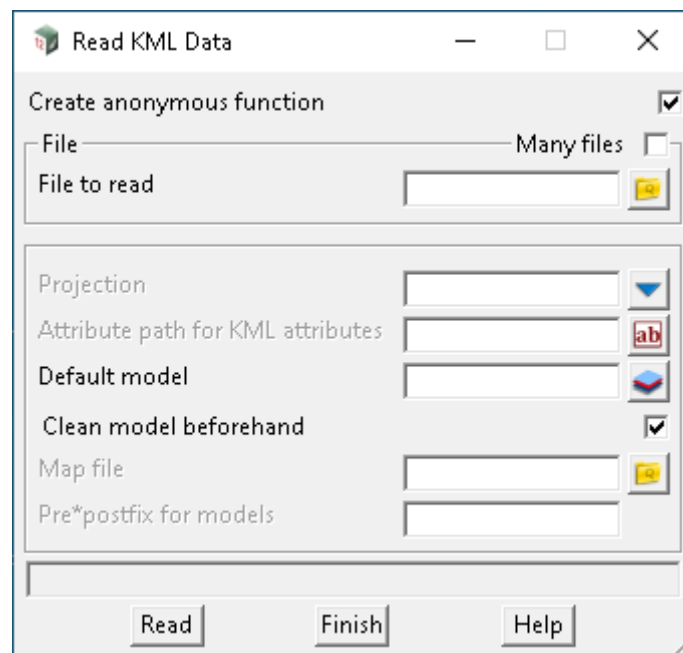 Read KML Data
Create anonymous function
File Many files
File to read
Projection
Attribute path for KML attributes
ab
Default model
Clean model beforehand
Map file
Pre*postfix for models
Read Finish Help